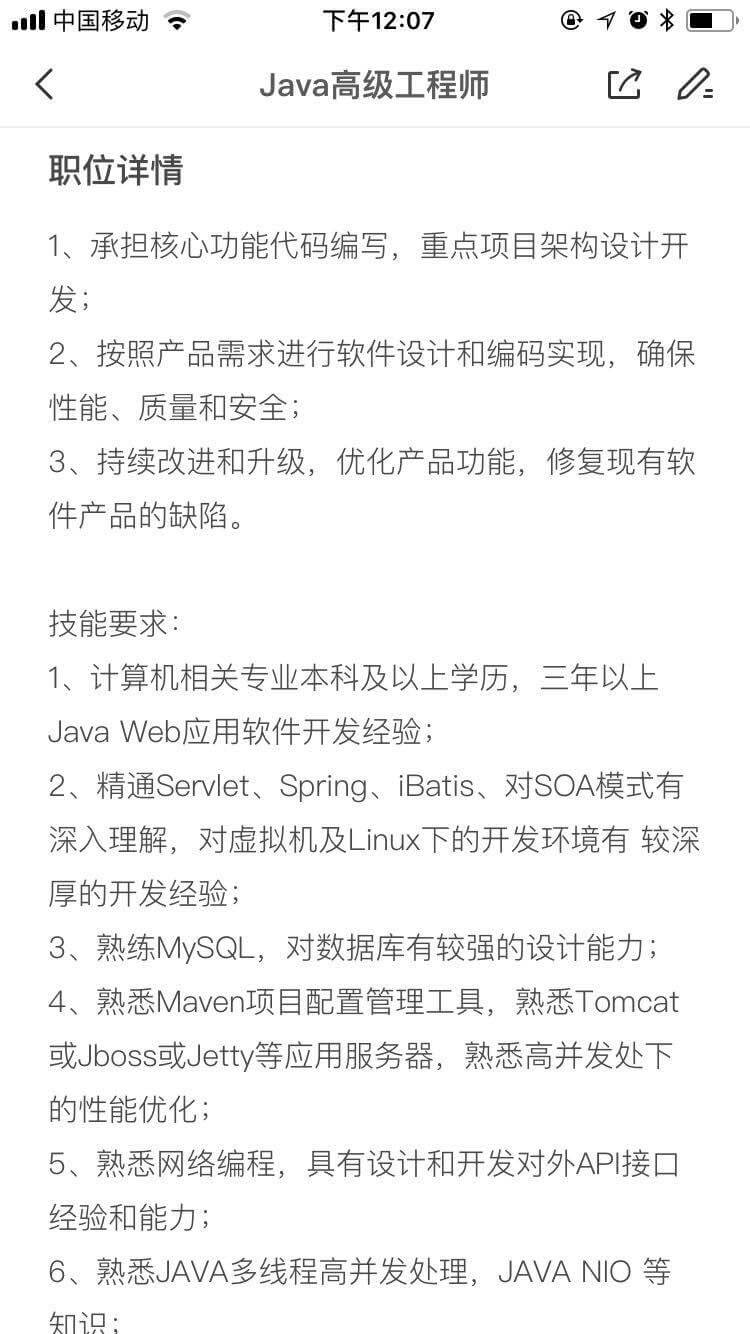 中国移动 下午12:07
Java高级工程师
职位详情
1、承担核心功能代码编写，重点项目架构设计开
发；
2、按照产品需求进行软件设计和编码实现，确保
性能、质量和安全；
3、持续改进和升级，优化产品功能，修复现有软
件产品的缺陷。
技能要求：
1、计算机相关专业本科及以上学历，三年以上
Java Web应用软件开发经验；
2、精通Servlet、Spring、iBatis、对SOA模式有
深入理解，对虚拟机及Linux下的开发环境有 较深
厚的开发经验；
3、熟练MySQL，对数据库有较强的设计能力；
4、熟悉Maven项目配置管理工具，熟悉Tomcat
或Jboss或Jetty等应用服务器，熟悉高并发处下
的性能优化；
5、熟悉网络编程，具有设计和开发对外API接口
经验和能力；
6、熟悉JAVA多线程高并发处理，JAVA NIO 等
知识；